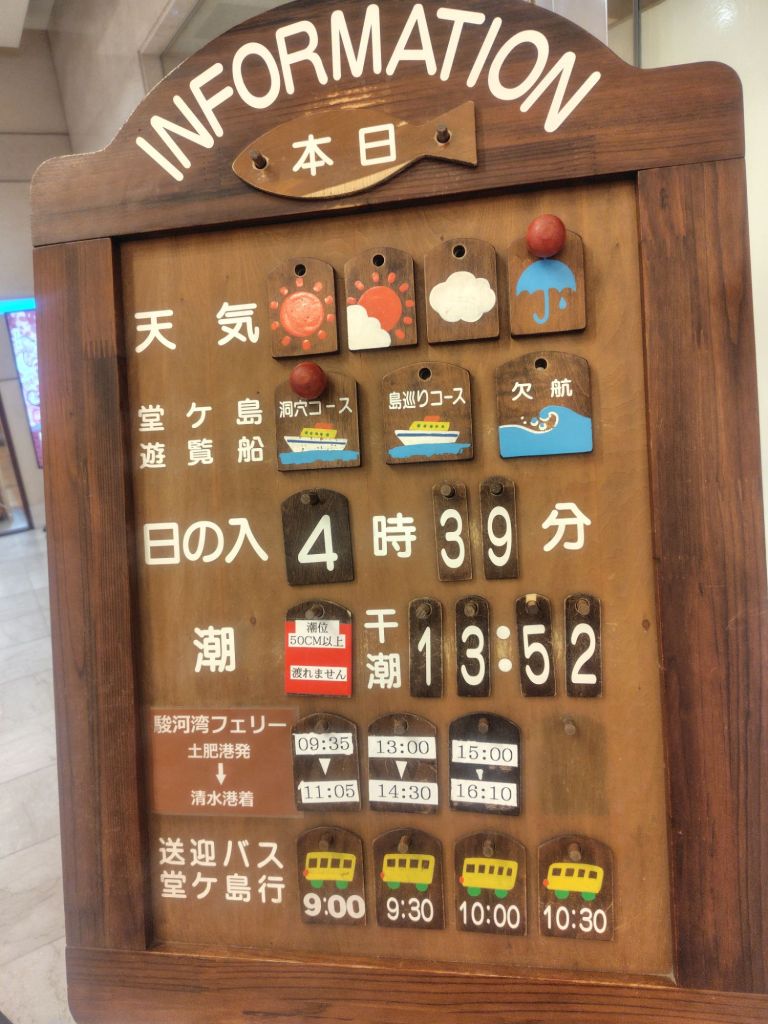 INFORMATION
本日
天気
堂ヶ島 洞穴コース 島巡りコース 欠航
遊覧船
日の入 4 時 39 分
潮 潮位 50CM以上 渡れません 干潮 13:52
駿河湾フェリー 09:35 13:00 15:00
土肥港発
↓
清水港着 11:05 14:30 16:10
送迎バス
堂ヶ島行 9:00 9:30 10:00 10:30